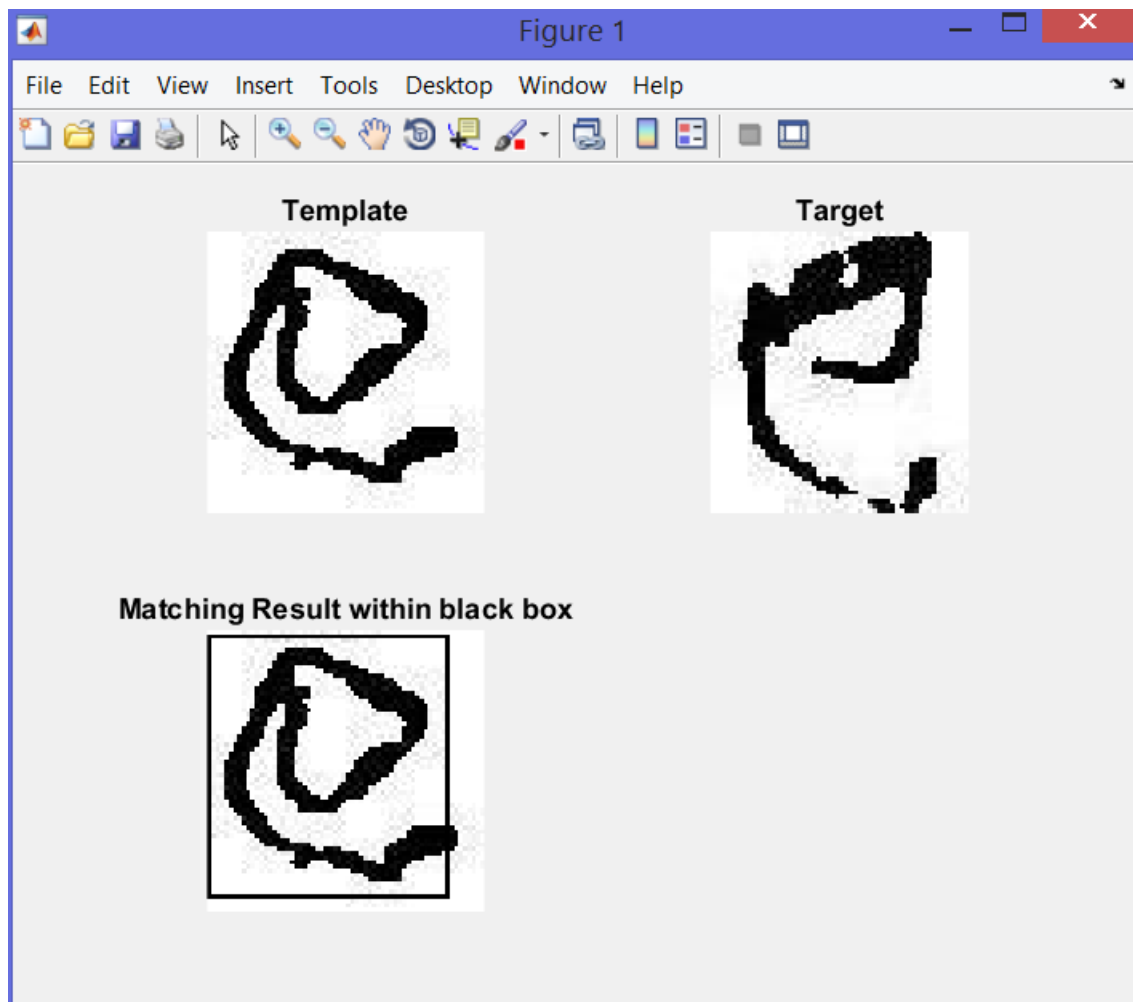 Figure 1
File Edit View Insert Tools Desktop Window Help
Template Target
Matching Result within black box